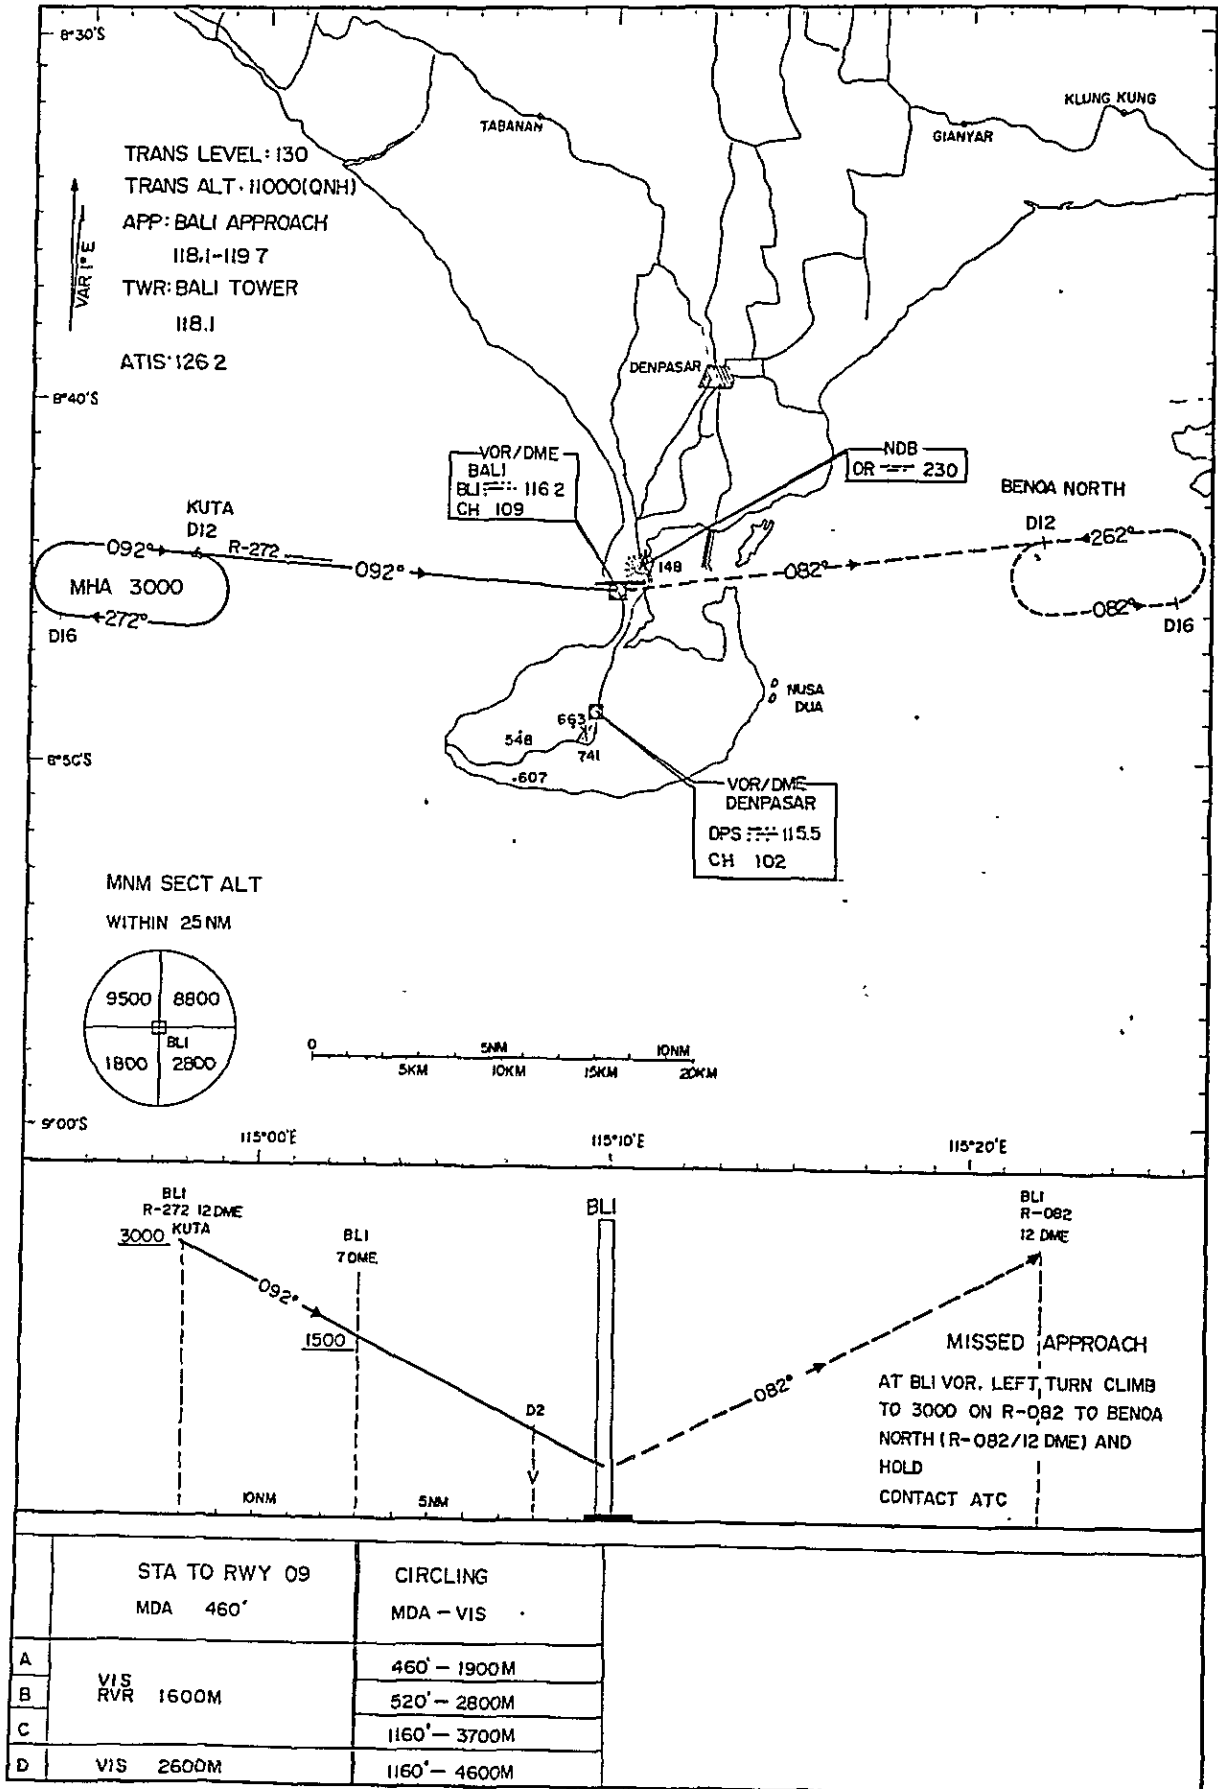 8°30'S
KLUNG KUNG
TABANAN
GIANYAR
TRANS LEVEL: 130
TRANS ALT. 11000(QNH)
APP: BALI APPROACH
118.1-119 7
TWR: BALI TOWER
118.1
ATIS 126 2
VAR 1° E
DENPASAR
8°40'S
VOR/DME
BALI
BLI 116 2
CH 109
NDB
OR 230
BENOA NORTH
KUTA
D12
D12
092°
R-272
092°
148
082°
262°
MHA 3000
272°
D16
082°
D16
NUSA
DUA
663
548
741
8°50'S
.607
VOR/DME
DENPASAR
DPS 115.5
CH 102
MNM SECT ALT
WITHIN 25 NM
9500 8800
BLI
1800 2800
0 5NM 10NM
5KM 10KM 15KM 20KM
9°00'S
115°00'E 115°10'E 115°20'E
BLI
R-272 12 DME
KUTA
3000
BLI
7 DME
BLI
BLI
R-082
12 DME
092°
1500
D2
082°
10NM 5NM
MISSED APPROACH
AT BLI VOR, LEFT TURN CLIMB
TO 3000 ON R-082 TO BENOA
NORTH (R-082/12 DME) AND
HOLD
CONTACT ATC
STA TO RWY 09
MDA 460'
CIRCLING
MDA - VIS
A
460' - 1900M
B
VIS
RVR 1600M
520' - 2800M
C
1160' - 3700M
D VIS 2600M 1160' - 4600M